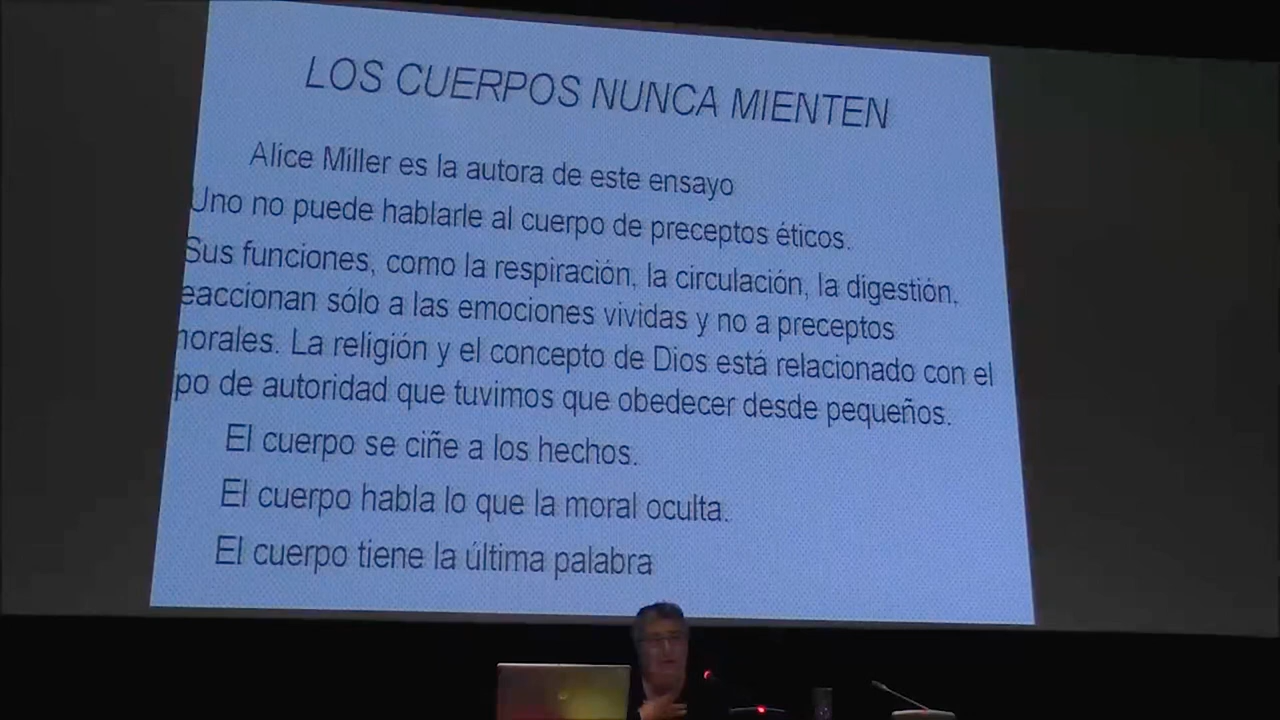 LOS CUERPOS NUNCA MIENTEN
Alice Miller es la autora de este ensayo
Uno no puede hablarle al cuerpo de preceptos éticos.
Sus funciones, como la respiración, la circulación, la digestión,
eaccionan sólo a las emociones vividas y no a preceptos
morales. La religión y el concepto de Dios está relacionado con el
po de autoridad que tuvimos que obedecer desde pequeños.
El cuerpo se ciñe a los hechos.
El cuerpo habla lo que la moral oculta.
El cuerpo tiene la última palabra